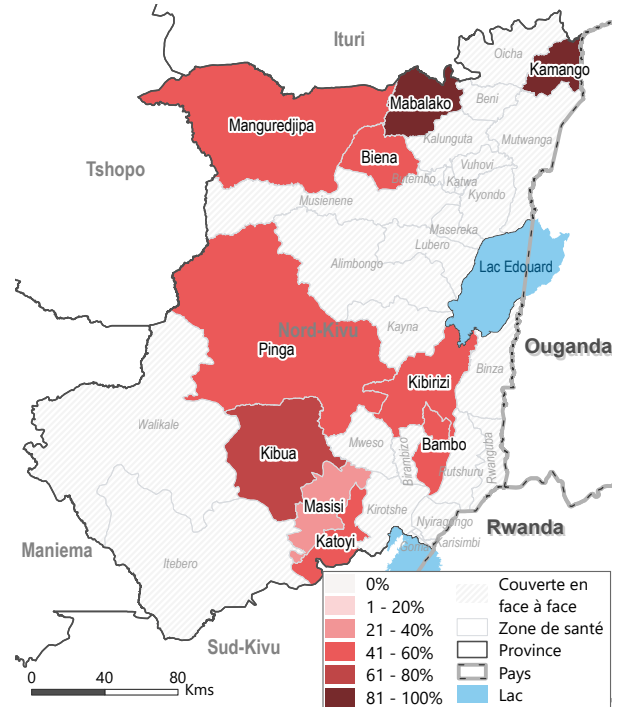 Ituri
Oicha
Kamango
Mabalako
Beni
Manguredjipa
Kalunguta
Mutwanga
Biena
Vuhovi
Tshopo
Butembo
Katwa
Kyondo
Musienene
Masereka
Lubero
Alimbongo
Lac Edouard
Nord-Kivu
Kayna
Ouganda
Pinga
Binza
Kibirizi
Walikale
Mweso
Birambizo
Bambo
Rutshuru
Rwanguba
Kibua
Masisi
Kirotshe
Nyiragongo
Rwanda
Katoyi
Goma
Karisimbi
Maniema
Itebero
Sud-Kivu
0%
1 - 20%
21 - 40%
41 - 60%
61 - 80%
81 - 100%
Couverte en
face à face
Zone de santé
Province
Pays
Lac
0 40 80
Kms